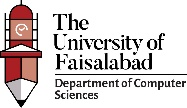 The
University of
Faisalabad
Department of Computer
Sciences